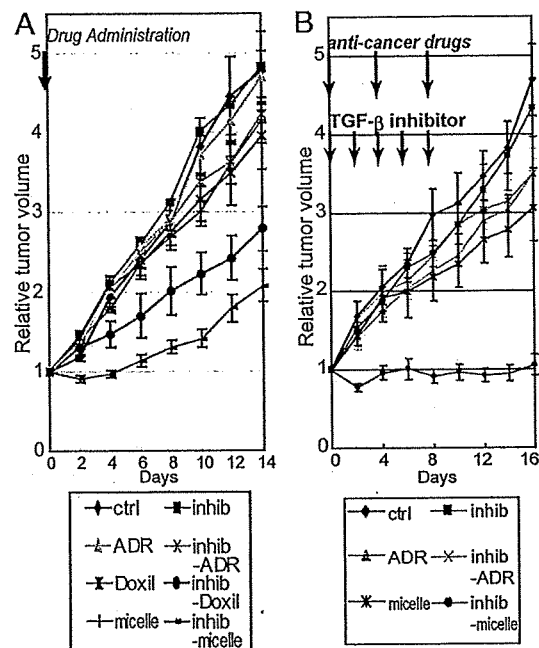 A
Drug Administration
5
4
3
2
1
0
Relative tumor volume
0 2 4 6 8 10 12 14
Days
ctrl
inhib
ADR
inhib
-ADR
Doxil
inhib
-Doxil
micelle
inhib
-micelle
B
anti-cancer drugs
TGF-β inhibitor
5
4
3
2
1
0
Relative tumor volume
0 4 8 12 16
Days
ctrl
inhib
ADR
inhib
-ADR
micelle
inhib
-micelle